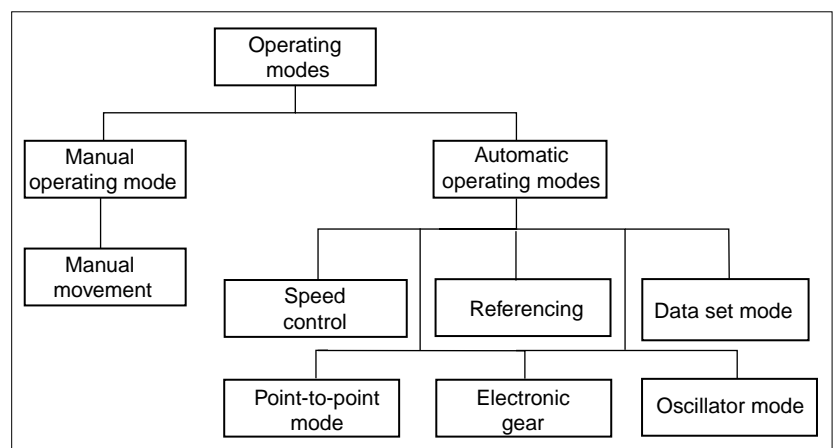 Operating
modes
Manual
operating mode
Automatic
operating modes
Manual
movement
Speed
control
Referencing
Data set mode
Point-to-point
mode
Electronic
gear
Oscillator mode